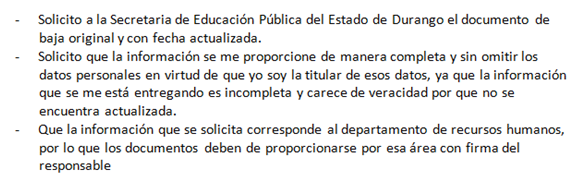 - Solicito a la Secretaria de Educación Pública del Estado de Durango el documento de
baja original y con fecha actualizada.
- Solicito que la información se me proporcione de manera completa y sin omitir los
datos personales en virtud de que yo soy la titular de esos datos, ya que la información
que se me está entregando es incompleta y carece de veracidad por que no se
encuentra actualizada.
- Que la información que se solicita corresponde al departamento de recursos humanos,
por lo que los documentos deben de proporcionarse por esa área con firma del
responsable